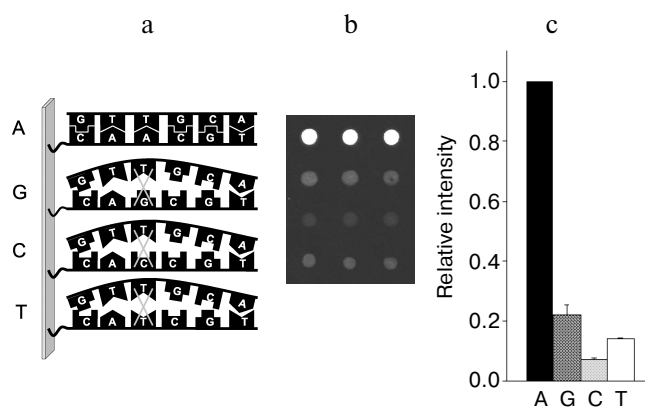 a
b
c
A
G T T G C A
C A A C G T
G
G T T G C A
C A G C G T
C
G T T G C A
C A C C G T
T
G T T G C A
C A T C G T
Relative intensity
1.0
0.8
0.6
0.4
0.2
0.0
A G C T